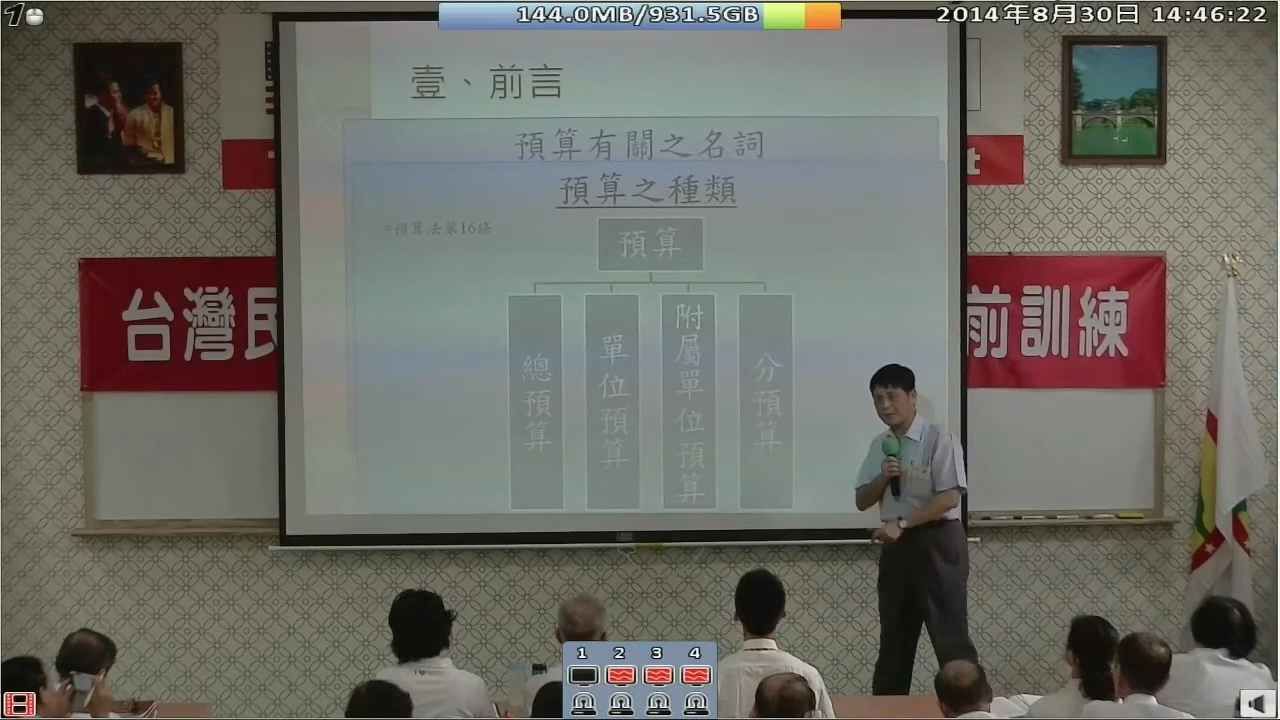 1
144.0MB/931.5GB
2014年8月30日 14:46:22
壹、前言
預算有關之名詞
預算之種類
預算法第16條
預算
總預算
單位預算
附屬單位預算
分預算
t
台灣民
前訓練
1 2 3 4